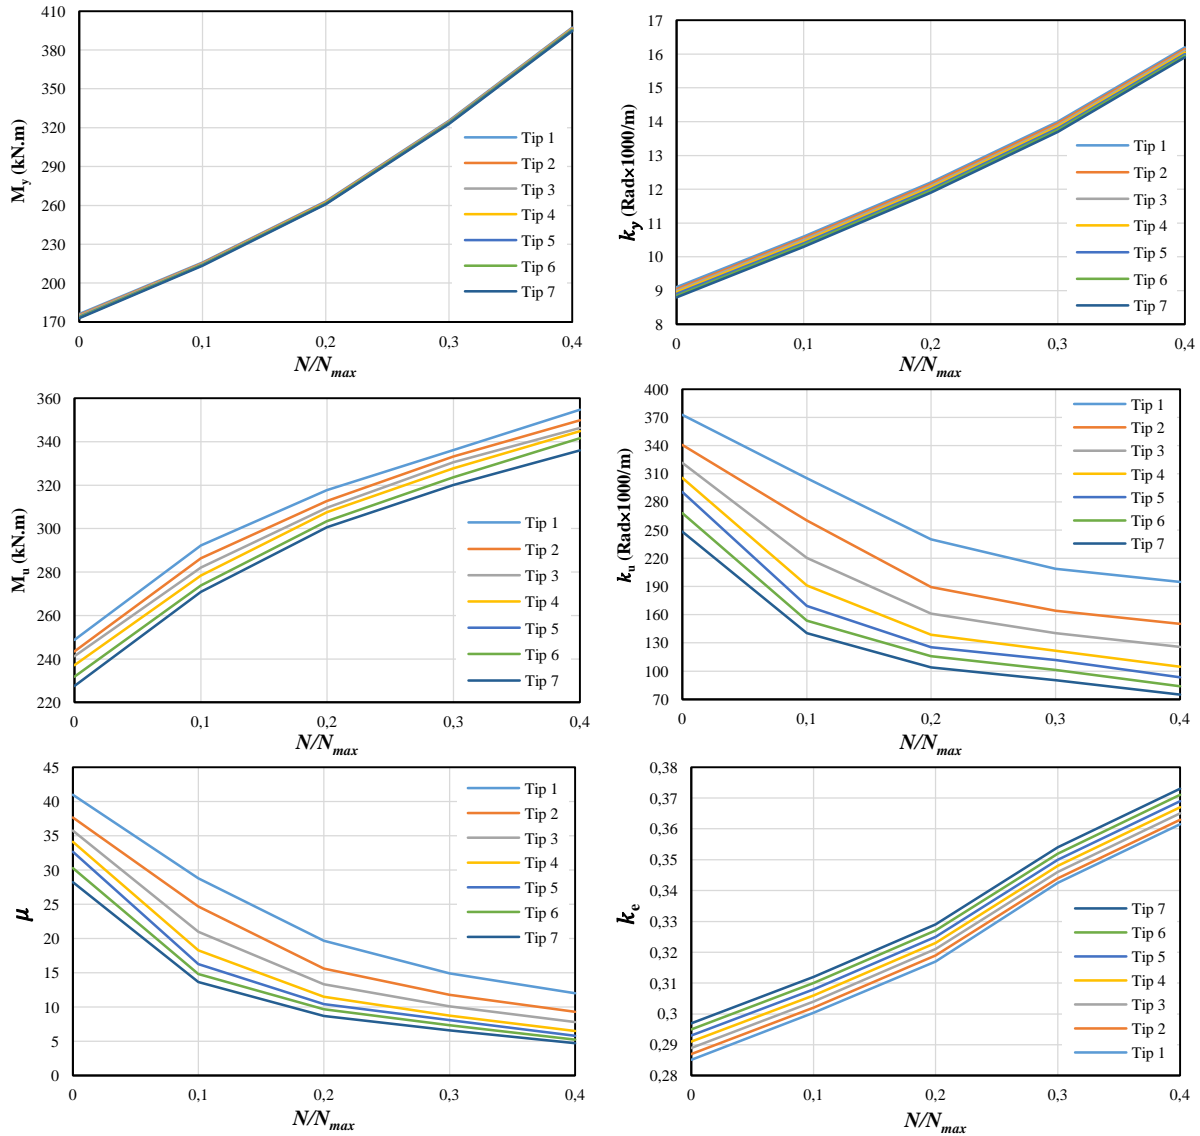 M_y (kN.m)
410
380
350
320
290
260
230
200
170
0 0,1 0,2 0,3 0,4
N/N_max
Tip 1
Tip 2
Tip 3
Tip 4
Tip 5
Tip 6
Tip 7
k_y (Rad×1000/m)
17
16
15
14
13
12
11
10
9
8
0 0,1 0,2 0,3 0,4
N/N_max
Tip 1
Tip 2
Tip 3
Tip 4
Tip 5
Tip 6
Tip 7
M_u (kN.m)
360
340
320
300
280
260
240
220
0 0,1 0,2 0,3 0,4
N/N_max
Tip 1
Tip 2
Tip 3
Tip 4
Tip 5
Tip 6
Tip 7
k_u (Rad×1000/m)
400
370
340
310
280
250
220
190
160
130
100
70
0 0,1 0,2 0,3 0,4
N/N_max
Tip 1
Tip 2
Tip 3
Tip 4
Tip 5
Tip 6
Tip 7
μ
45
40
35
30
25
20
15
10
5
0
0 0,1 0,2 0,3 0,4
N/N_max
Tip 1
Tip 2
Tip 3
Tip 4
Tip 5
Tip 6
Tip 7
k_e
0,38
0,37
0,36
0,35
0,34
0,33
0,32
0,31
0,3
0,29
0,28
0 0,1 0,2 0,3 0,4
N/N_max
Tip 7
Tip 6
Tip 5
Tip 4
Tip 3
Tip 2
Tip 1